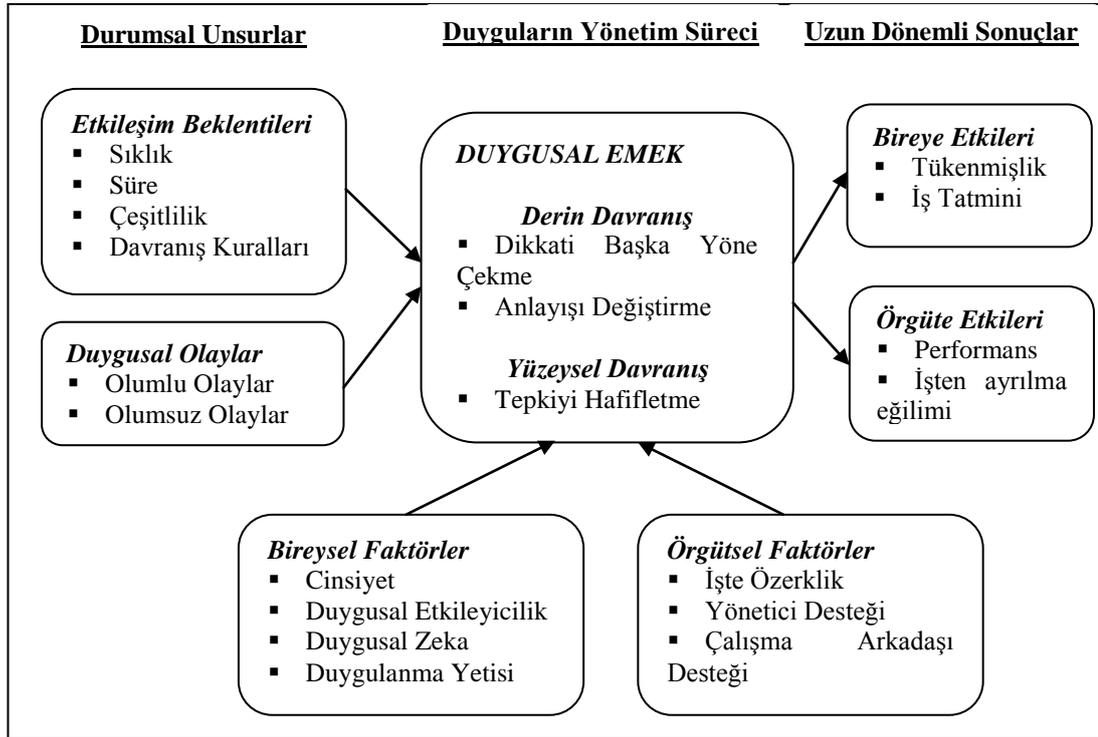 Durumsal Unsurlar
Duyguların Yönetim Süreci
Uzun Dönemli Sonuçlar
Etkileşim Beklentileri
▪ Sıklık
▪ Süre
▪ Çeşitlilik
▪ Davranış Kuralları
Duygusal Olaylar
▪ Olumlu Olaylar
▪ Olumsuz Olaylar
DUYGUSAL EMEK
Derin Davranış
▪ Dikkati Başka Yöne
Çekme
▪ Anlayışı Değiştirme
Yüzeysel Davranış
▪ Tepkiyi Hafifletme
Bireye Etkileri
▪ Tükenmişlik
▪ İş Tatmini
Örgüte Etkileri
▪ Performans
▪ İşten ayrılma
eğilimi
Bireysel Faktörler
▪ Cinsiyet
▪ Duygusal Etkileyicilik
▪ Duygusal Zeka
▪ Duygulanma Yetisi
Örgütsel Faktörler
▪ İşte Özerklik
▪ Yönetici Desteği
▪ Çalışma Arkadaşı
Desteği